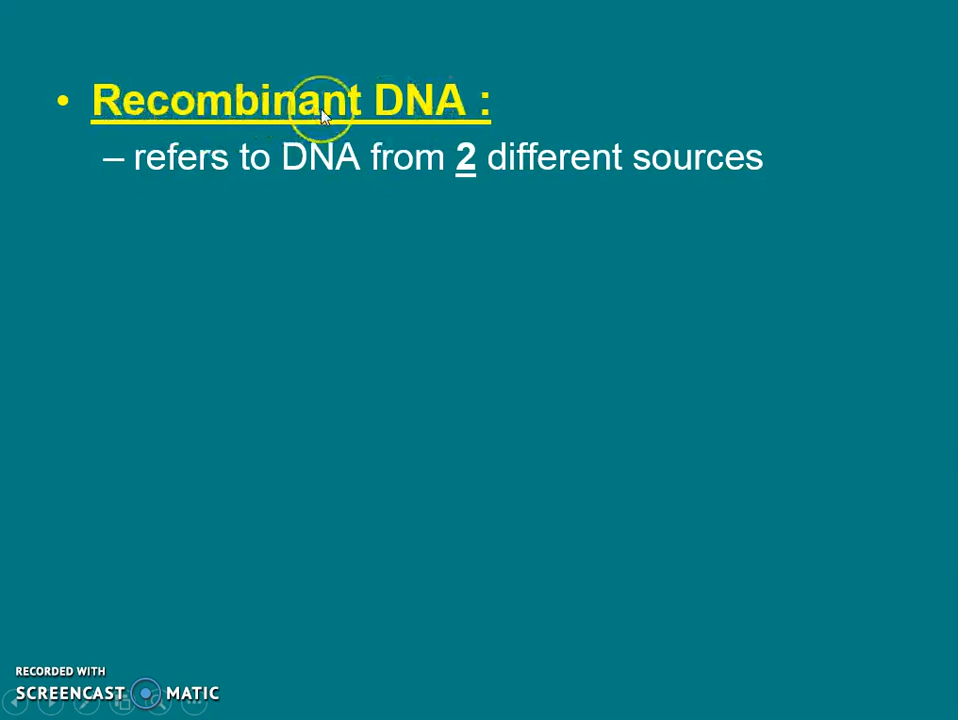 • Recombinant DNA :
– refers to DNA from 2 different sources
RECORDED WITH
SCREENCAST MATIC